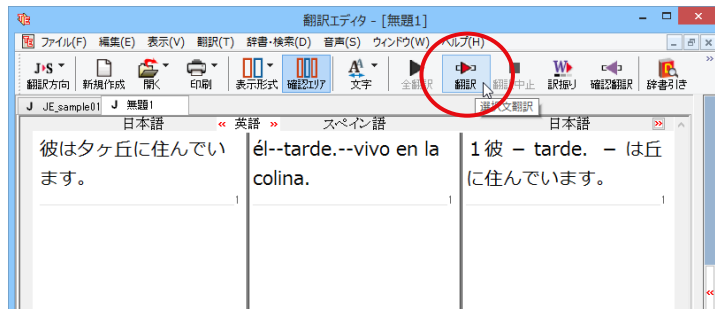 翻訳エディタ - [無題1]
ファイル(F) 編集(E) 表示(V) 翻訳(T) 辞書・検索(D) 音声(S) ウィンドウ(W) ヘルプ(H)
翻訳方向 新規作成 開く 印刷 表示形式 確認エリア 文字 全翻訳 翻訳 翻訳中止 訳振り 確認翻訳 辞書引き
選択文翻訳
J JE_sample01 J 無題1
日本語 « 英語 » スペイン語 日本語 »
彼は夕ヶ丘に住んでい
ます。
1
él--tarde.--vivo en la
colina.
1
1彼 – tarde. – は丘
に住んでいます。
1
«